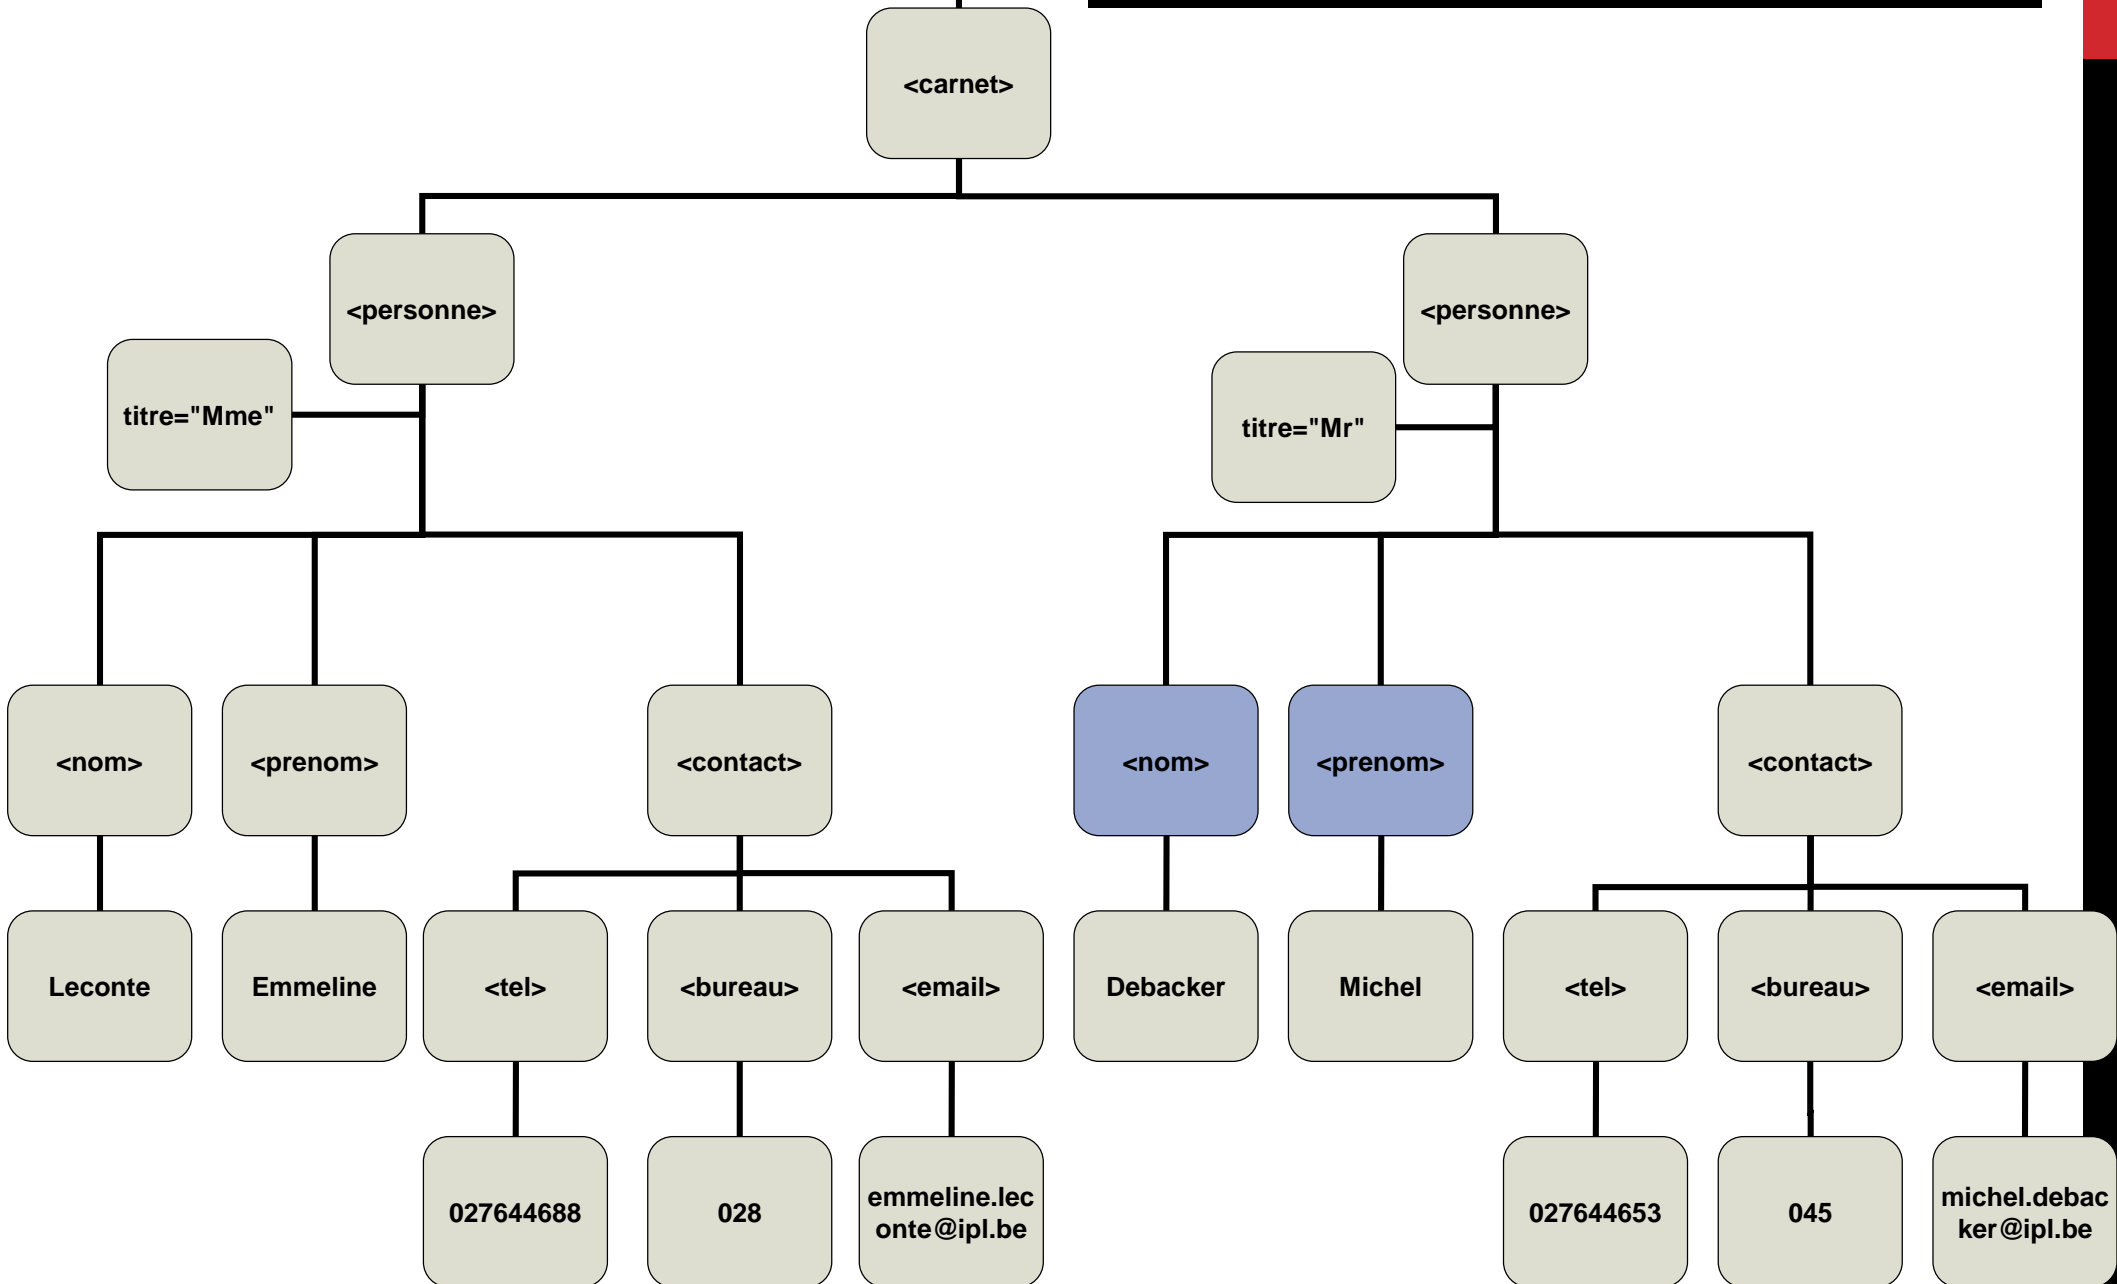 <carnet>
<personne>
<personne>
titre="Mme"
titre="Mr"
<nom>
<prenom>
<contact>
<nom>
<prenom>
<contact>
Leconte
Emmeline
<tel>
<bureau>
<email>
Debacker
Michel
<tel>
<bureau>
<email>
027644688
028
emmeline.lec
onte@ipl.be
027644653
045
michel.debac
ker@ipl.be